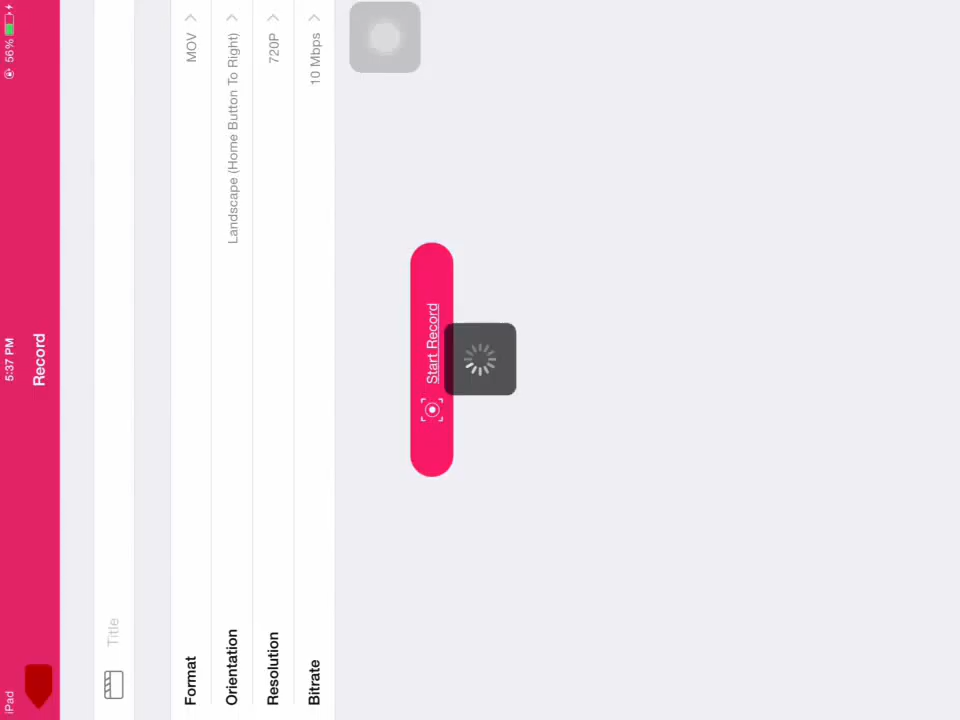 iPad
5:37 PM
56%
Record
Title
Format
MOV
Orientation
Landscape (Home Button To Right)
Resolution
720P
Bitrate
10 Mbps
Start Record